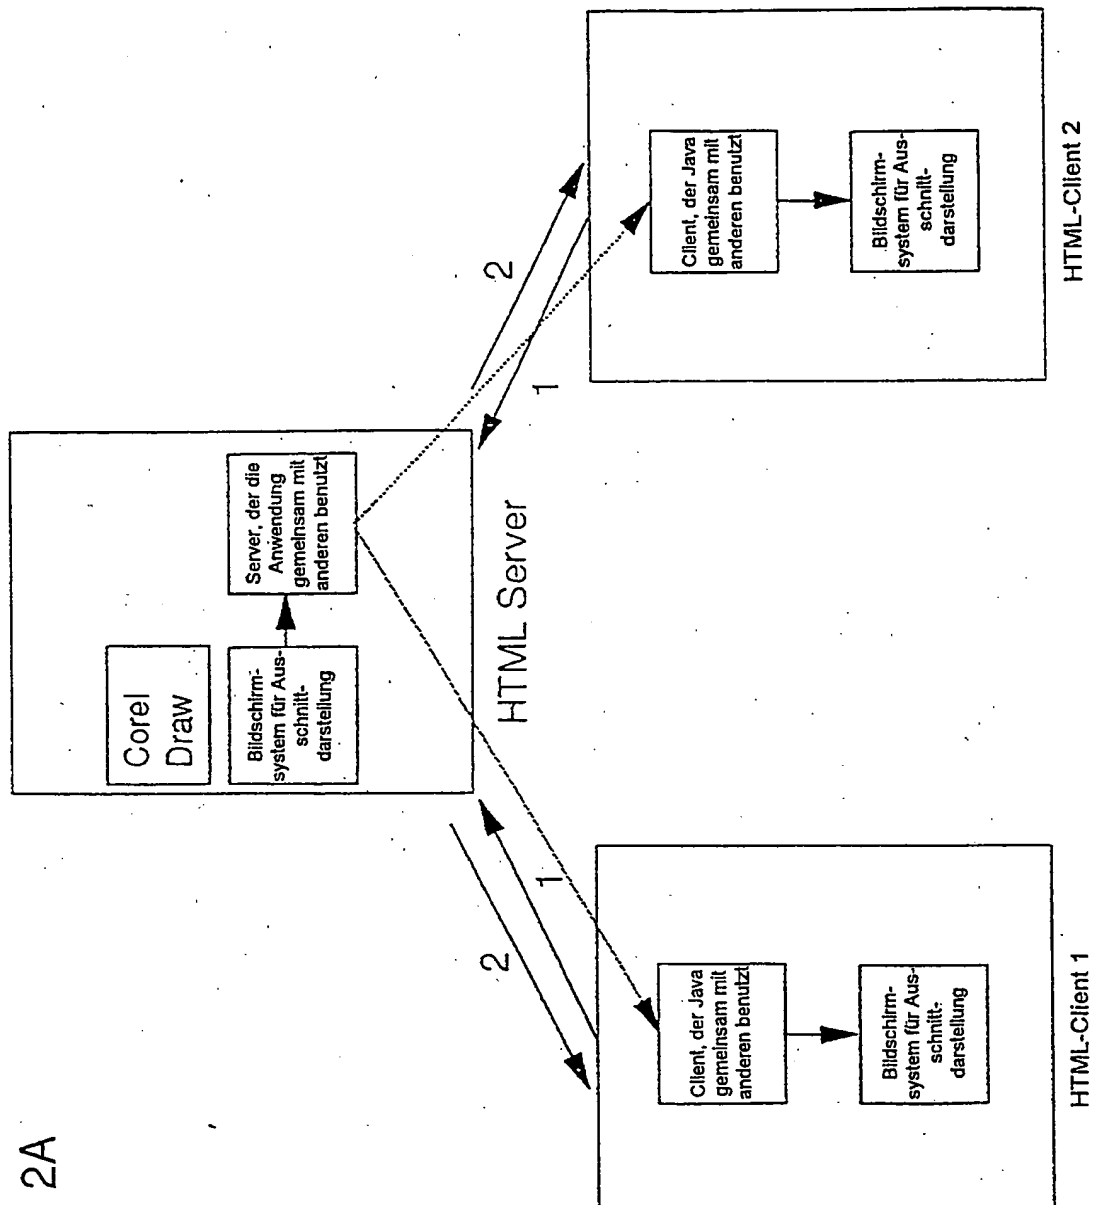 2A
Corel
Draw
Bildschirm-
system für Aus-
schnitt-
darstellung
Server, der die
Anwendung
gemeinsam mit
anderen benutzt
HTML Server
2
1
2
1
Client, der Java
gemeinsam mit
anderen benutzt
Bildschirm-
system für Aus-
schnitt-
darstellung
HTML-Client 1
Client, der Java
gemeinsam mit
anderen benutzt
Bildschirm-
system für Aus-
schnitt-
darstellung
HTML-Client 2